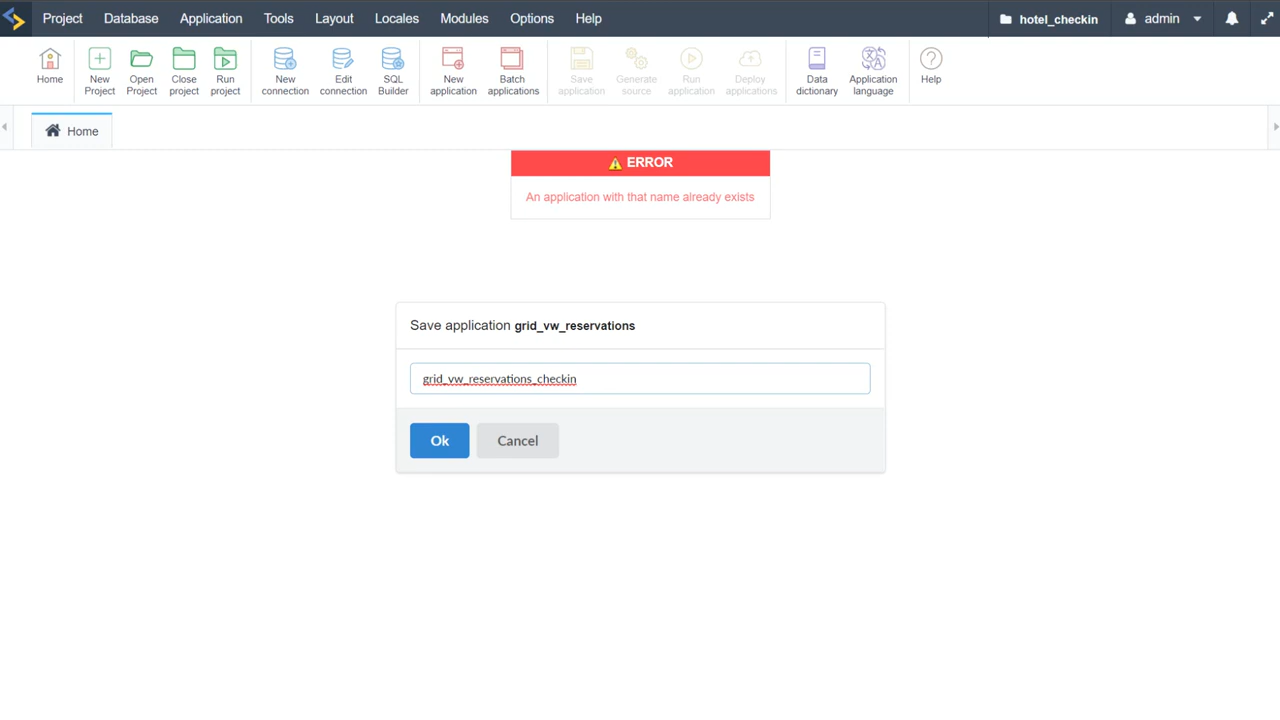 Project Database Application Tools Layout Locales Modules Options Help hotel_checkin admin
Home New Project Open Project Close project Run project New connection Edit connection SQL Builder New application Batch applications Save application Generate source Run application Deploy applications Data dictionary Application language Help
Home
ERROR
An application with that name already exists
Save application grid_vw_reservations
grid_vw_reservations_checkin
Ok Cancel